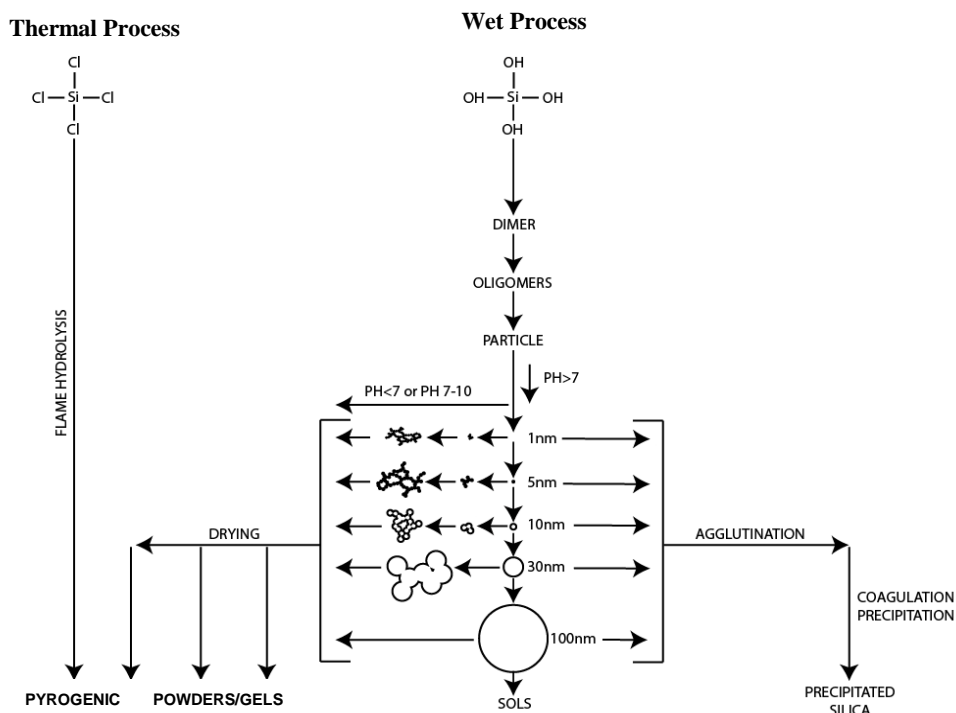 Thermal Process
Wet Process
Cl
Cl Si Cl
Cl
OH
OH Si OH
OH
DIMER
OLIGOMERS
PARTICLE
FLAME HYDROLYSIS
PH>7
PH<7 or PH 7-10
1nm
5nm
10nm
30nm
100nm
DRYING
AGGLUTINATION
COAGULATION
PRECIPITATION
PYROGENIC
POWDERS/GELS
SOLS
PRECIPITATED
SILICA